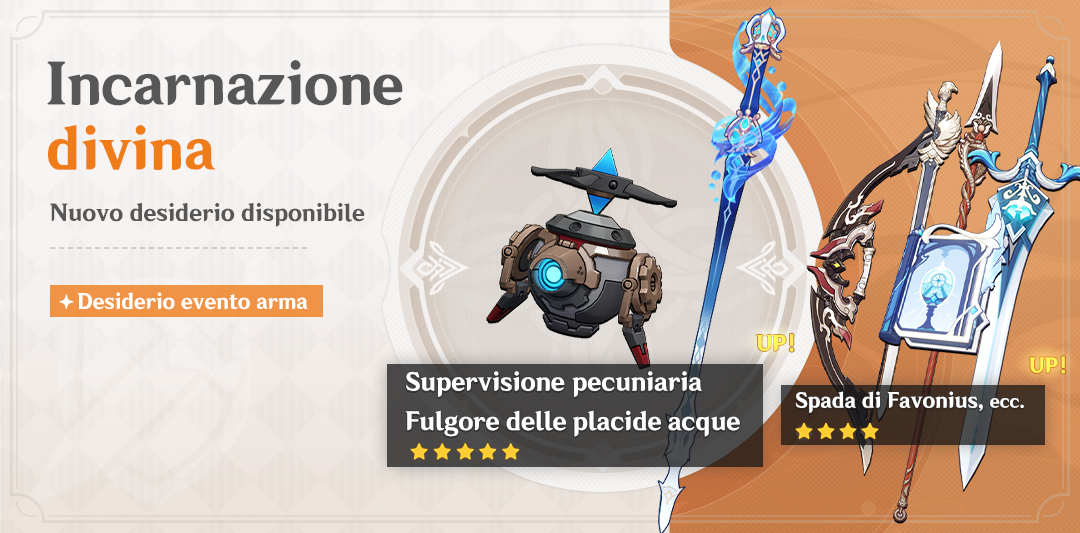 Incarnazione
divina
Nuovo desiderio disponibile
Desiderio evento arma
UP!
Supervisione pecuniaria
Fulgore delle placide acque
UP!
Spada di Favonius, ecc.